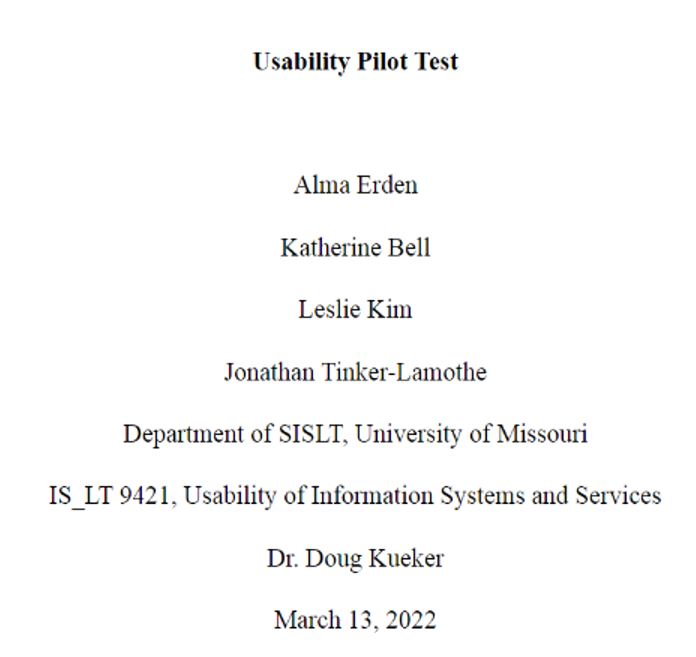 Usability Pilot Test
Alma Erden
Katherine Bell
Leslie Kim
Jonathan Tinker-Lamothe
Department of SISLT, University of Missouri
IS_LT 9421, Usability of Information Systems and Services
Dr. Doug Kueker
March 13, 2022